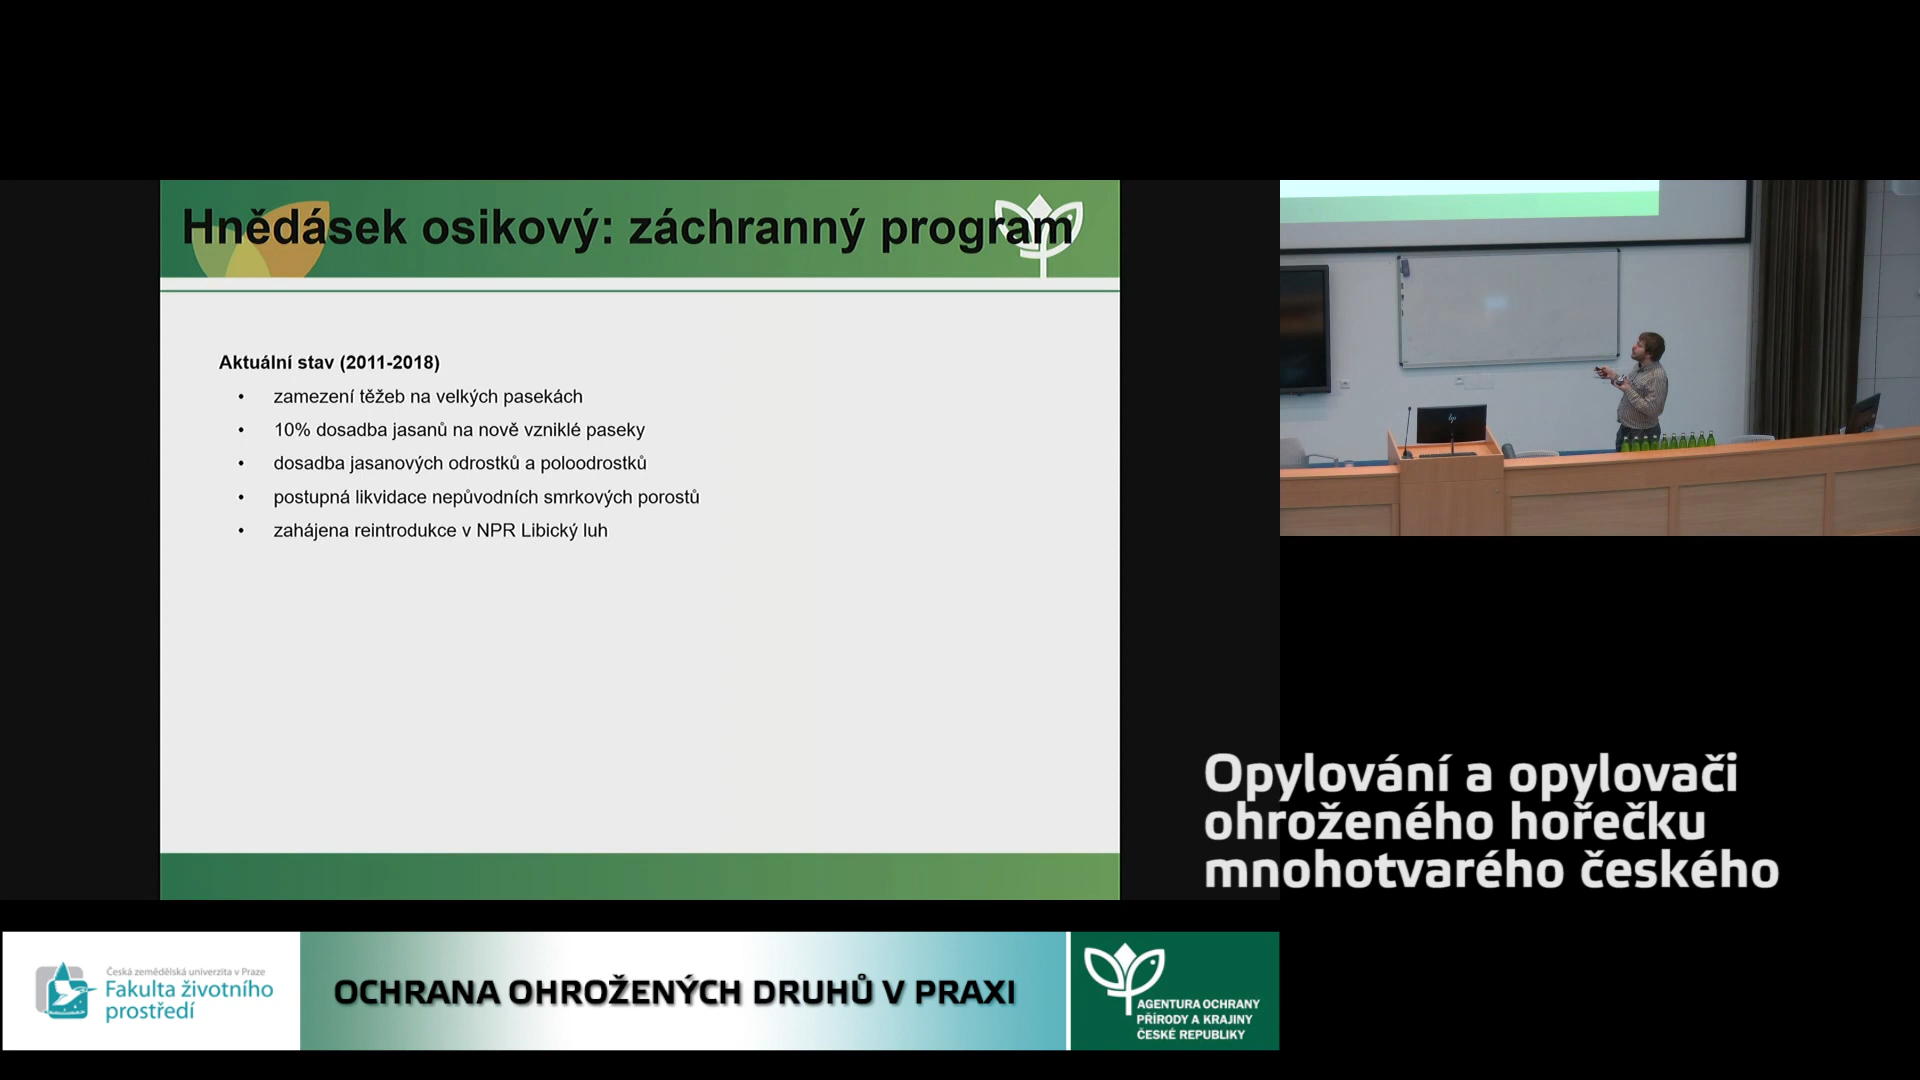 Hnědásek osikový: záchranný program
Aktuální stav (2011-2018)
• zamezení těžeb na velkých pasekách
• 10% dosadba jasanů na nově vzniklé paseky
• dosadba jasanových odrostků a poloodrostků
• postupná likvidace nepůvodních smrkových porostů
• zahájena reintrodukce v NPR Libický luh
Opylování a opylovači
ohroženého hořečku
mnohotvarého českého
Česká zemědělská univerzita v Praze
Fakulta životního
prostředí
OCHRANA OHROŽENÝCH DRUHŮ V PRAXI
AGENTURA OCHRANY
PŘÍRODY A KRAJINY
ČESKÉ REPUBLIKY
hp